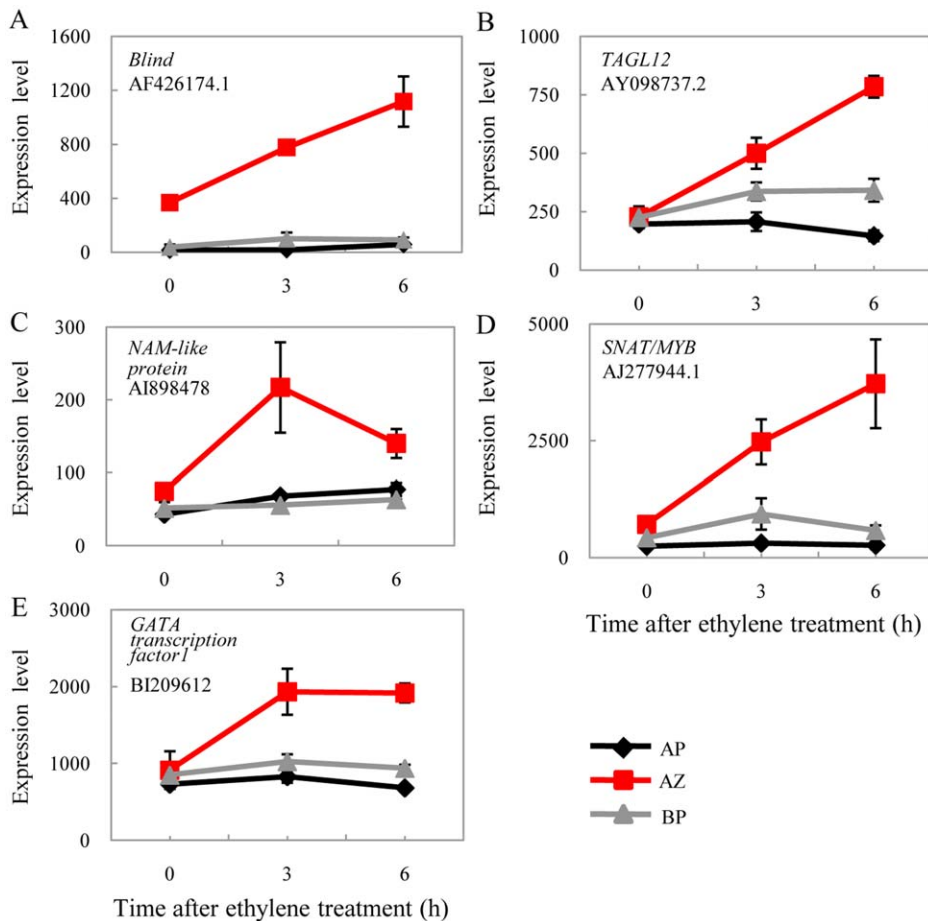 A
Expression level
1600
1200
800
400
0
Blind
AF426174.1
0 3 6
B
Expression level
1000
750
500
250
0
TAGL12
AY098737.2
0 3 6
C
Expression level
300
200
100
0
NAM-like
protein
AI898478
0 3 6
D
Expression level
5000
2500
0
SNAT/MYB
AJ277944.1
0 3 6
Time after ethylene treatment (h)
E
Expression level
3000
2000
1000
0
GATA
transcription
factor1
BI209612
0 3 6
Time after ethylene treatment (h)
AP
AZ
BP